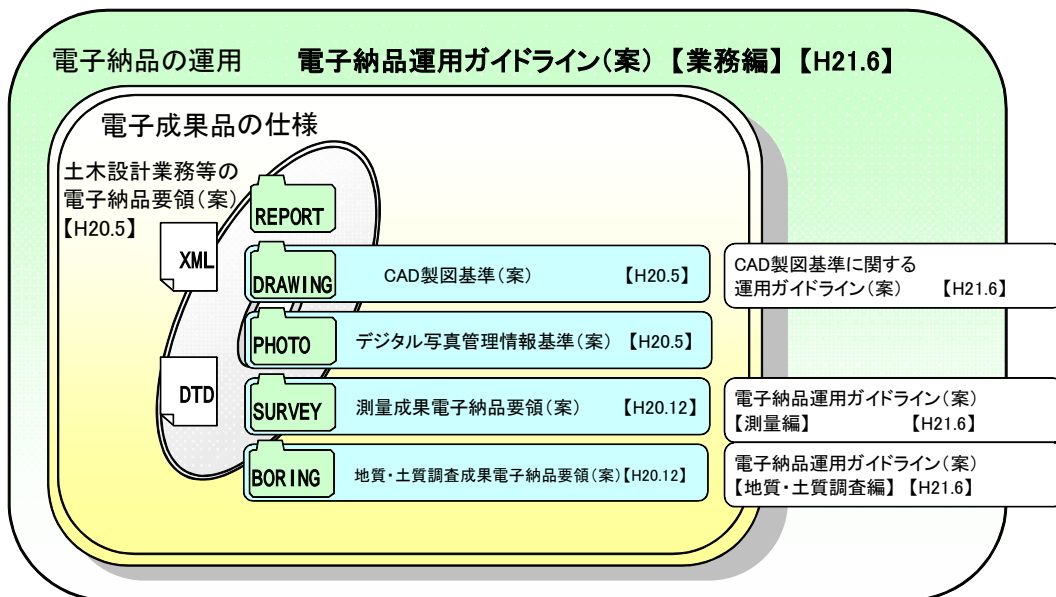 電子納品の運用 電子納品運用ガイドライン(案)【業務編】【H21.6】
電子成果品の仕様
土木設計業務等の
電子納品要領(案)
【H20.5】
XML
DTD
REPORT
DRAWING
CAD製図基準(案) 【H20.5】
CAD製図基準に関する
運用ガイドライン(案) 【H21.6】
PHOTO
デジタル写真管理情報基準(案) 【H20.5】
SURVEY
測量成果電子納品要領(案) 【H20.12】
電子納品運用ガイドライン(案)
【測量編】 【H21.6】
BORING
地質・土質調査成果電子納品要領(案)【H20.12】
電子納品運用ガイドライン(案)
【地質・土質調査編】【H21.6】